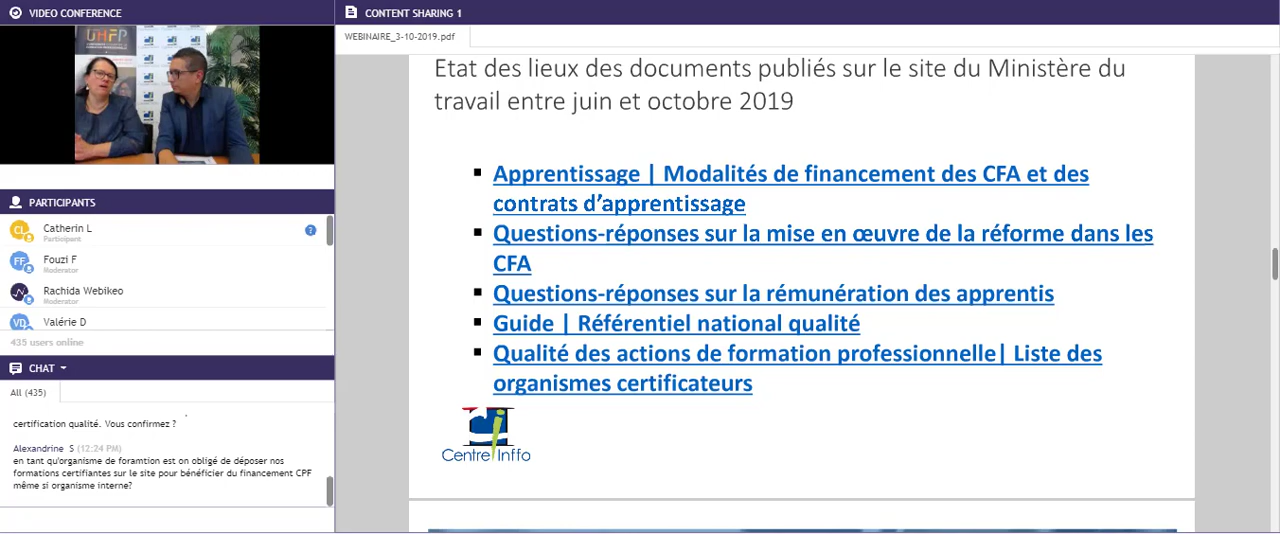 VIDEO CONFERENCE
UHFP
PARTICIPANTS
CL
Catherin L
Participant
?
FF
Fouzi F
Moderator
Rachida Webikeo
Moderator
VD
Valérie D
435 users online
CHAT
All (435)
certification qualité. Vous confirmez ?
Alexandrine S (12:24 PM)
en tant qu'organisme de foramtion est on obligé de déposer nos
formations certifiantes sur le site pour bénéficier du financement CPF
même si organisme interne?
CONTENT SHARING 1
WEBINAIRE_3-10-2019.pdf
Etat des lieux des documents publiés sur le site du Ministère du
travail entre juin et octobre 2019
Apprentissage | Modalités de financement des CFA et des
contrats d'apprentissage
Questions-réponses sur la mise en œuvre de la réforme dans les
CFA
Questions-réponses sur la rémunération des apprentis
Guide | Référentiel national qualité
Qualité des actions de formation professionnelle| Liste des
organismes certificateurs
Centre Inffo